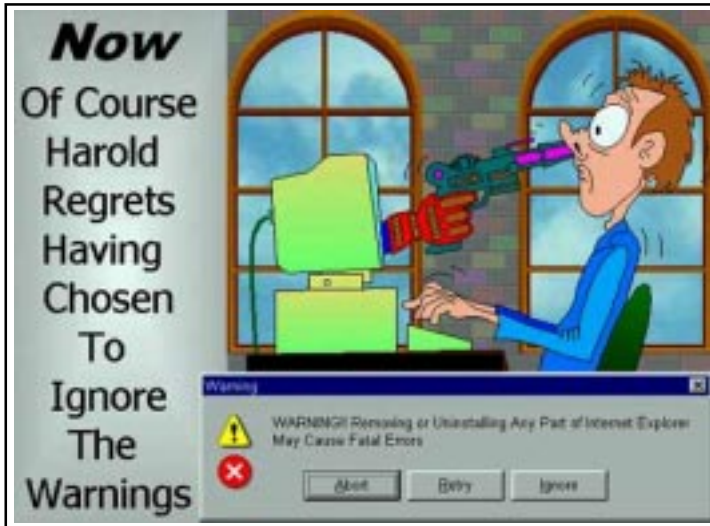 Now
Of Course
Harold
Regrets
Having
Chosen
To
Ignore
The
Warnings
Warning
WARNING!! Removing or Uninstalling Any Part of Internet Explorer
May Cause Fatal Errors
Abort
Retry
Ignore